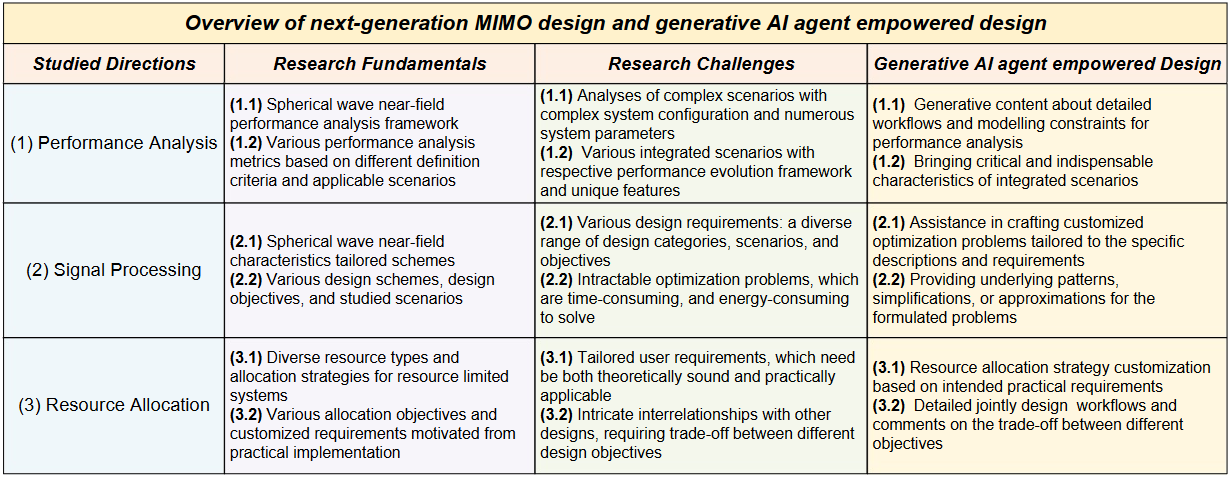 Overview of next-generation MIMO design and generative AI agent empowered design
Studied Directions
Research Fundamentals
Research Challenges
Generative AI agent empowered Design
(1) Performance Analysis
(1.1) Spherical wave near-field
performance analysis framework
(1.2) Various performance analysis
metrics based on different definition
criteria and applicable scenarios
(1.1) Analyses of complex scenarios with
complex system configuration and numerous
system parameters
(1.2) Various integrated scenarios with
respective performance evolution framework
and unique features
(1.1) Generative content about detailed
workflows and modelling constraints for
performance analysis
(1.2) Bringing critical and indispensable
characteristics of integrated scenarios
(2) Signal Processing
(2.1) Spherical wave near-field
characteristics tailored schemes
(2.2) Various design schemes, design
objectives, and studied scenarios
(2.1) Various design requirements: a diverse
range of design categories, scenarios, and
objectives
(2.2) Intractable optimization problems, which
are time-consuming, and energy-consuming
to solve
(2.1) Assistance in crafting customized
optimization problems tailored to the specific
descriptions and requirements
(2.2) Providing underlying patterns,
simplifications, or approximations for the
formulated problems
(3) Resource Allocation
(3.1) Diverse resource types and
allocation strategies for resource limited
systems
(3.2) Various allocation objectives and
customized requirements motivated from
practical implementation
(3.1) Tailored user requirements, which need
be both theoretically sound and practically
applicable
(3.2) Intricate interrelationships with other
designs, requiring trade-off between different
design objectives
(3.1) Resource allocation strategy customization
based on intended practical requirements
(3.2) Detailed jointly design workflows and
comments on the trade-off between different
objectives